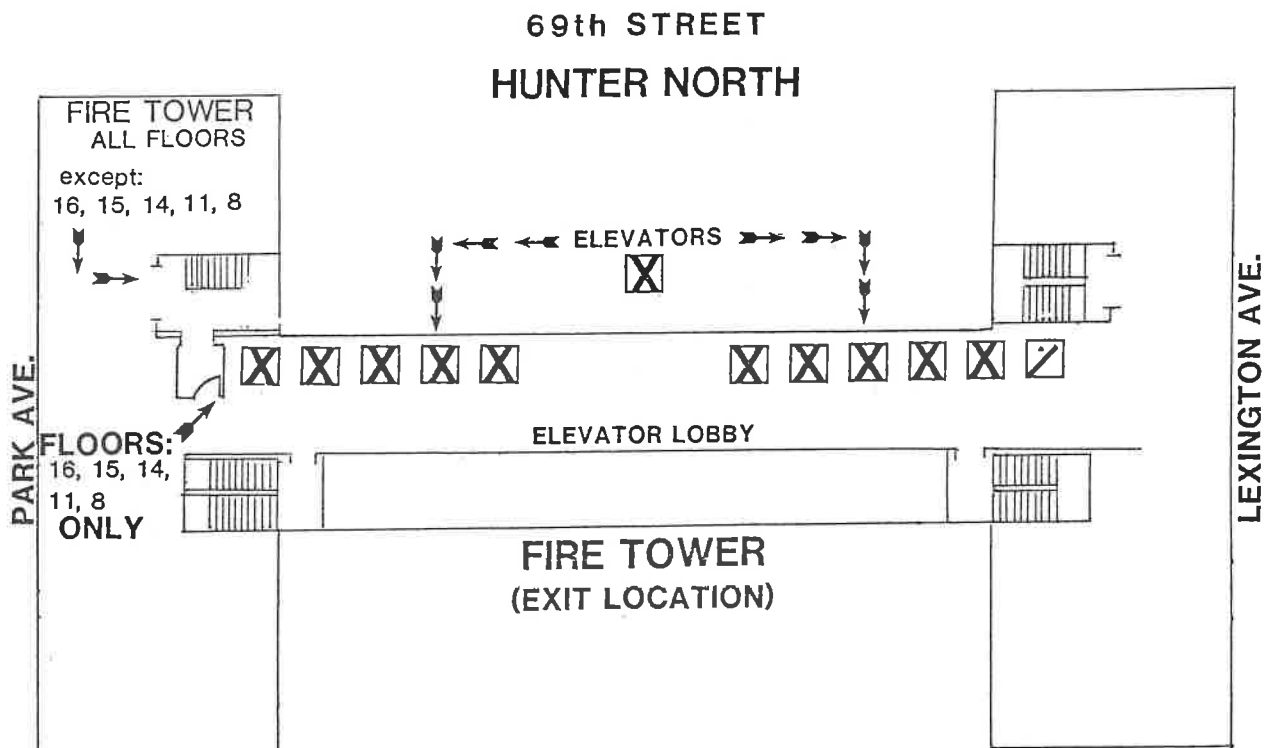 69th STREET
HUNTER NORTH
FIRE TOWER
ALL FLOORS
except:
16, 15, 14, 11, 8
ELEVATORS
PARK AVE.
LEXINGTON AVE.
FLOORS:
16, 15, 14,
11, 8
ONLY
ELEVATOR LOBBY
FIRE TOWER
(EXIT LOCATION)